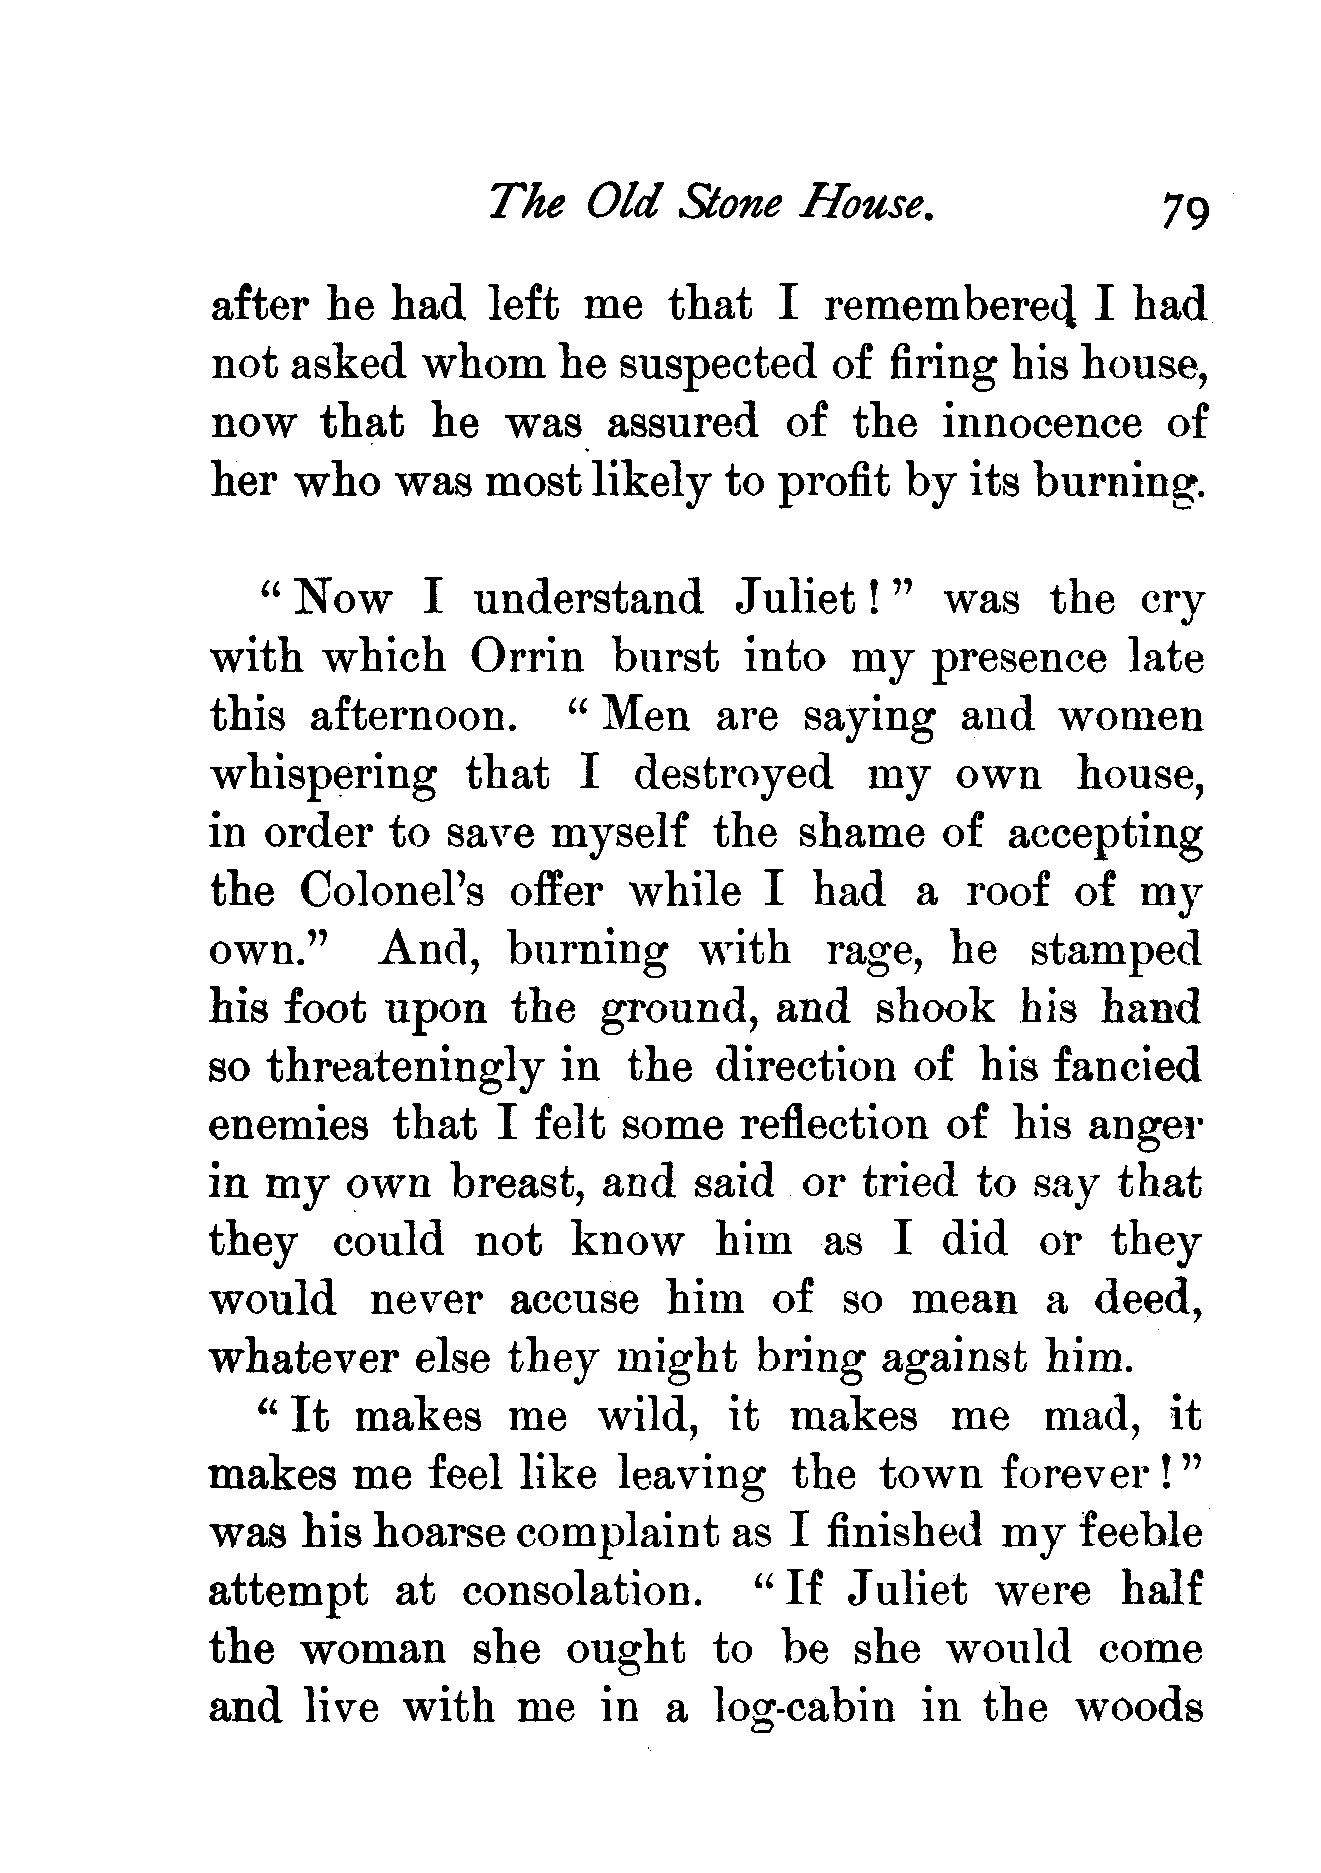 The Old Stone House. 79
after he had left me that I remembered I had
not asked whom he suspected of firing his house,
now that he was assured of the innocence of
her who was most likely to profit by its burning.
“ Now I understand Juliet ! ” was the cry
with which Orrin burst into my presence late
this afternoon. “ Men are saying and women
whispering that I destroyed my own house,
in order to save myself the shame of accepting
the Colonel’s offer while I had a roof of my
own.” And, burning with rage, he stamped
his foot upon the ground, and shook his hand
so threateningly in the direction of his fancied
enemies that I felt some reflection of his anger
in my own breast, and said or tried to say that
they could not know him as I did or they
would never accuse him of so mean a deed,
whatever else they might bring against him.
“ It makes me wild, it makes me mad, it
makes me feel like leaving the town forever ! ”
was his hoarse complaint as I finished my feeble
attempt at consolation. “ If Juliet were half
the woman she ought to be she would come
and live with me in a log-cabin in the woods